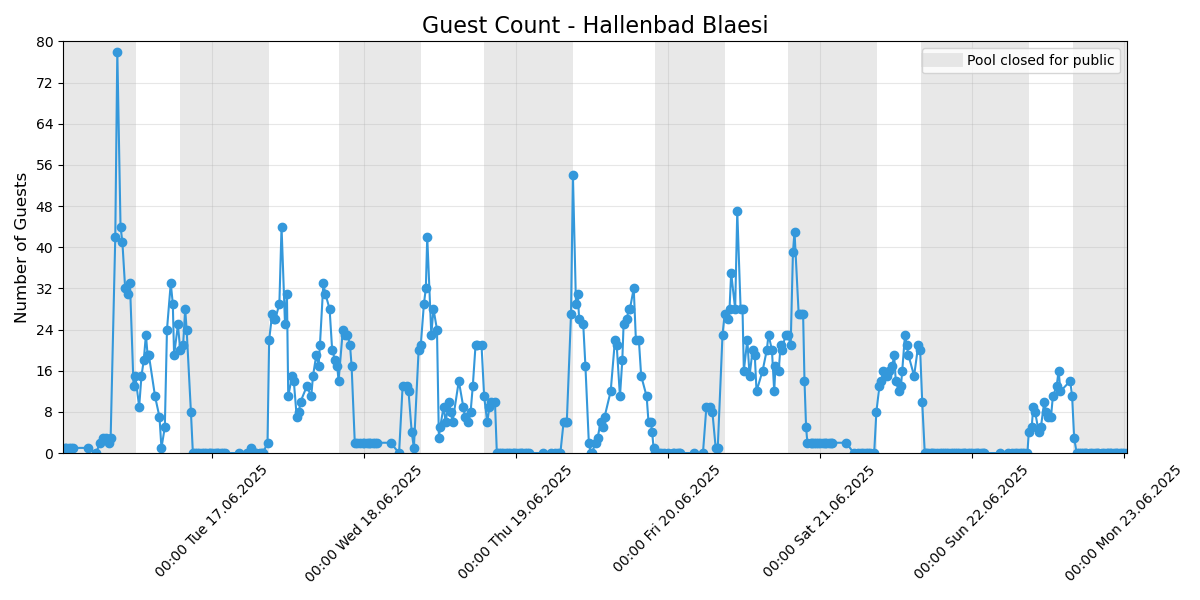 Guest Count - Hallenbad Blaesi
Pool closed for public
Number of Guests
80
72
64
56
48
40
32
24
16
8
0
00:00 Tue 17.06.2025
00:00 Wed 18.06.2025
00:00 Thu 19.06.2025
00:00 Fri 20.06.2025
00:00 Sat 21.06.2025
00:00 Sun 22.06.2025
00:00 Mon 23.06.2025